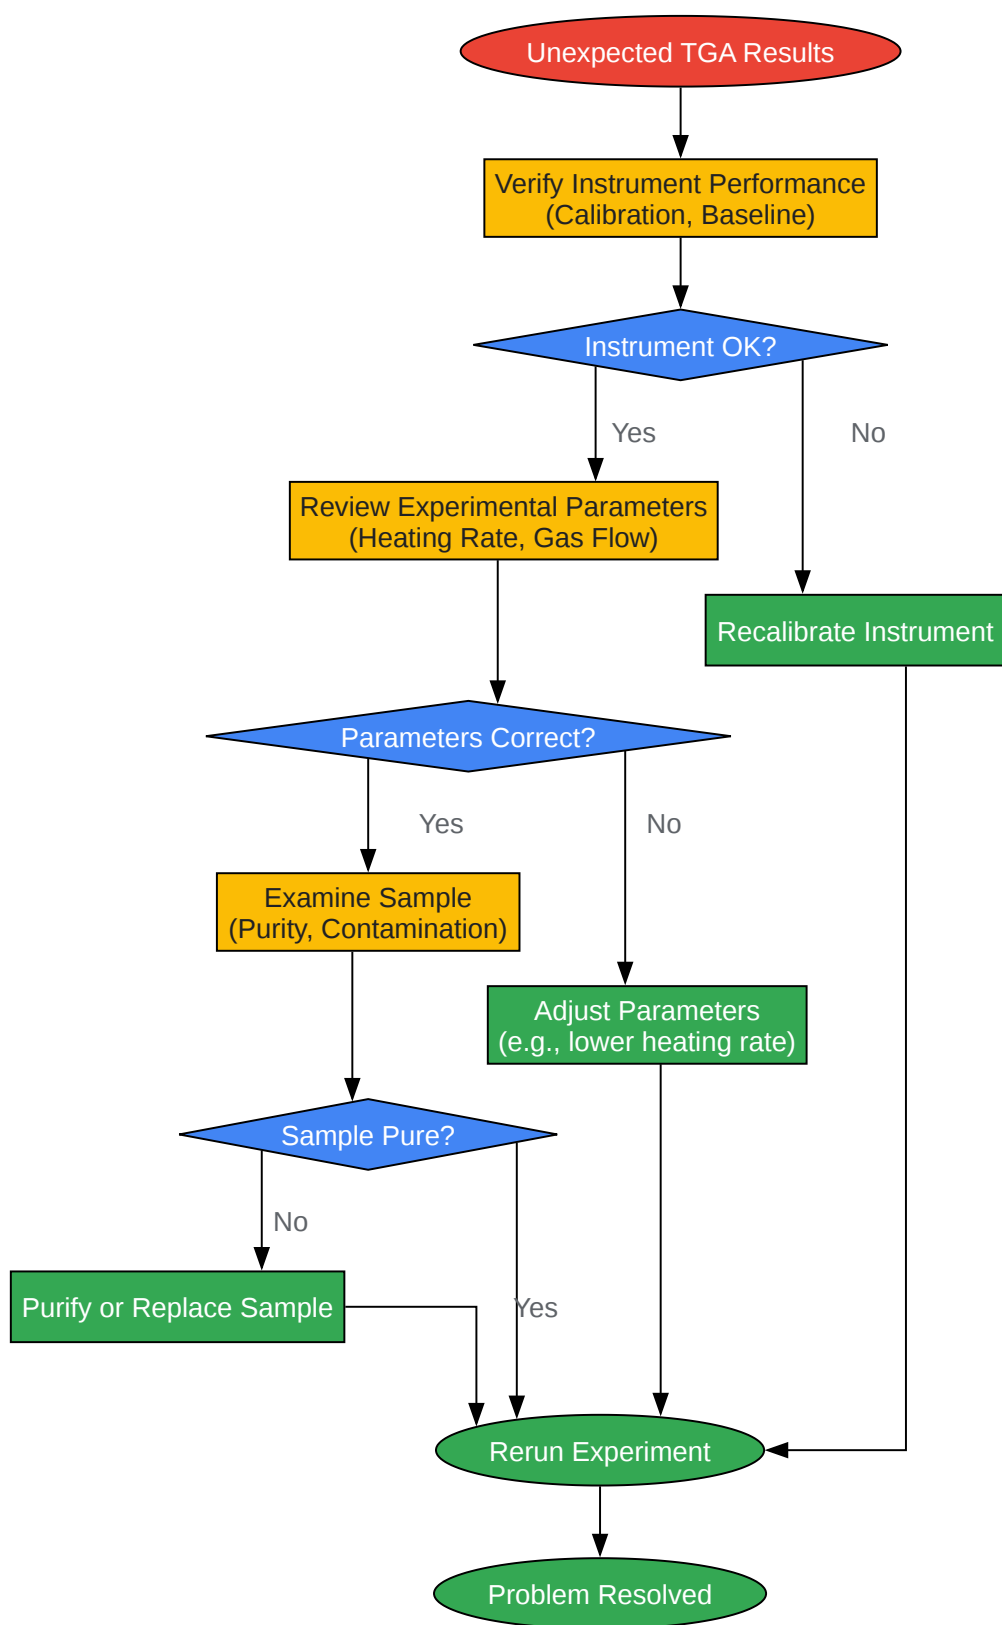 Unexpected TGA Results
Verify Instrument Performance
(Calibration, Baseline)
Instrument OK?
Yes
No
Review Experimental Parameters
(Heating Rate, Gas Flow)
Recalibrate Instrument
Parameters Correct?
Yes
No
Examine Sample
(Purity, Contamination)
Adjust Parameters
(e.g., lower heating rate)
Sample Pure?
No
Purify or Replace Sample
Yes
Rerun Experiment
Problem Resolved